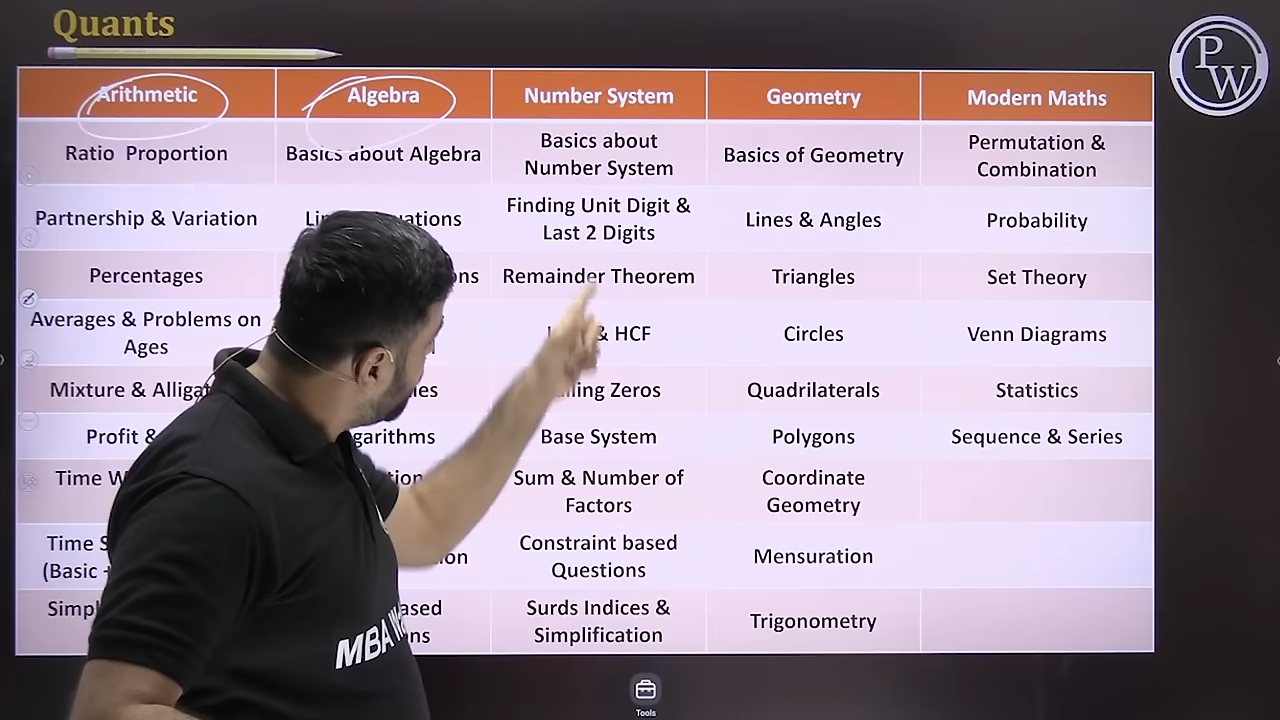 Quants
P
W
Arithmetic Algebra Number System Geometry Modern Maths
Ratio Proportion Basics about Algebra Basics about Number System Basics of Geometry Permutation & Combination
Partnership & Variation Finding Unit Digit & Last 2 Digits Lines & Angles Probability
Percentages Remainder Theorem Triangles Set Theory
Averages & Problems on Ages & HCF Circles Venn Diagrams
Mixture & Zeros Quadrilaterals Statistics
Profit & Base System Polygons Sequence & Series
Time Sum & Number of Factors Coordinate Geometry
Time (Basic Constraint based Questions Mensuration
Surds Indices & Simplification Trigonometry
MBA
Tools